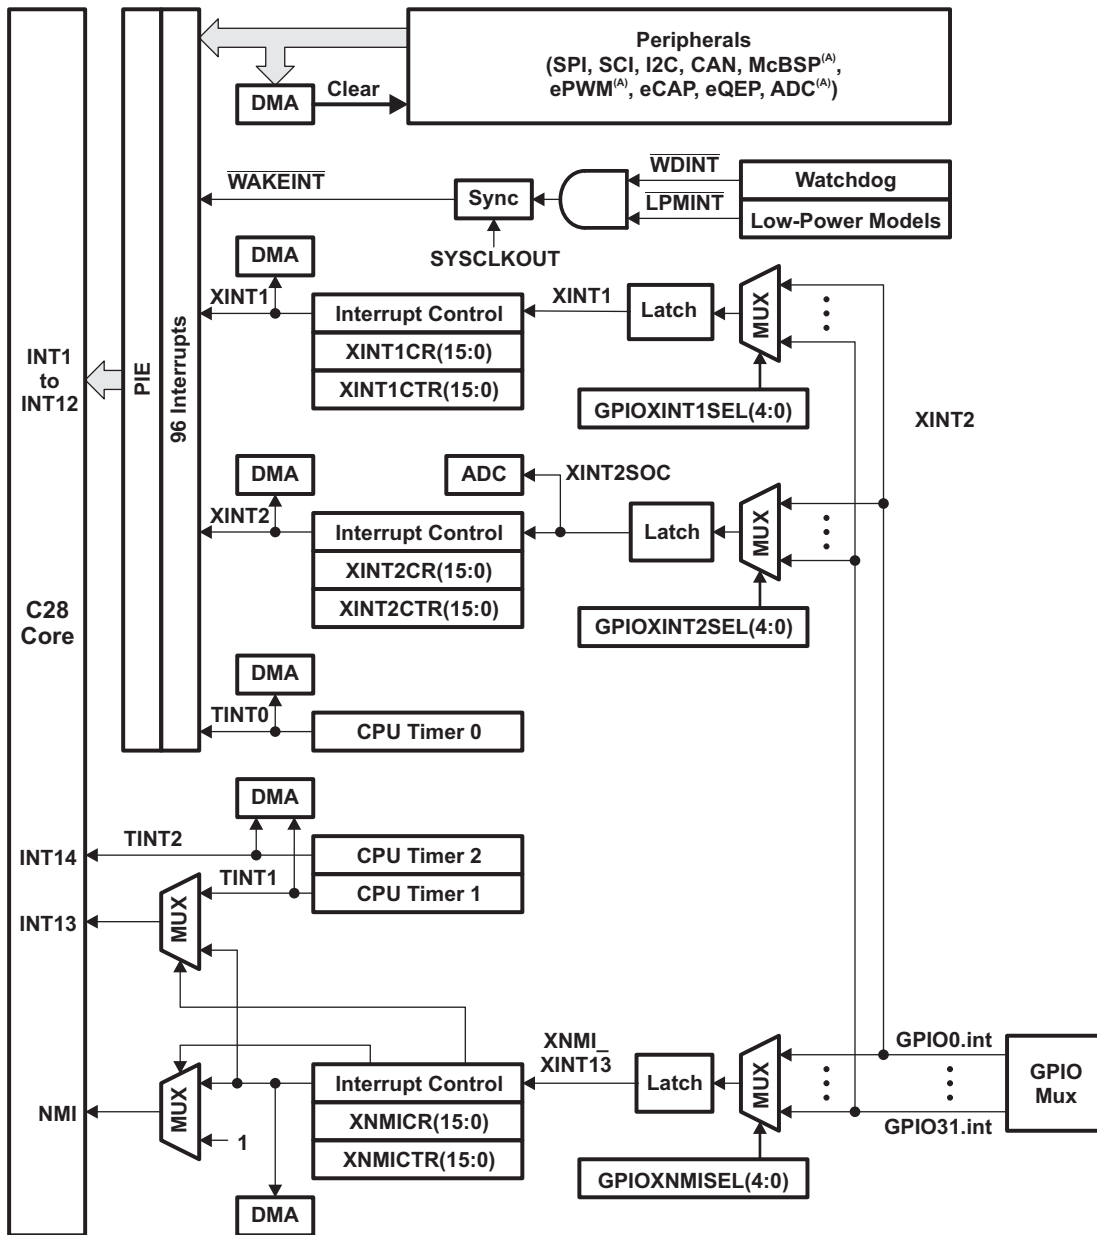 Peripherals
(SPI, SCI, I2C, CAN, McBSP(A),
ePWM(A), eCAP, eQEP, ADC(A))
DMA
Clear
WDINT
Watchdog
LPMINT
Low-Power Models
WAKEINT
Sync
SYSCLKOUT
DMA
XINT1
Interrupt Control
XINT1CR(15:0)
XINT1CTR(15:0)
XINT1
Latch
MUX
GPIOXINT1SEL(4:0)
INT1
to
INT12
PIE
96 Interrupts
XINT2
DMA
ADC
XINT2SOC
XINT2
Interrupt Control
XINT2CR(15:0)
XINT2CTR(15:0)
Latch
MUX
GPIOXINT2SEL(4:0)
C28
Core
DMA
TINT0
CPU Timer 0
DMA
TINT2
INT14
CPU Timer 2
TINT1
CPU Timer 1
INT13
MUX
XNMI_
XINT13
Interrupt Control
XNMICR(15:0)
XNMICTR(15:0)
Latch
MUX
GPIO0.int
GPIO
Mux
GPIO31.int
NMI
MUX
1
GPIOXNMISEL(4:0)
DMA